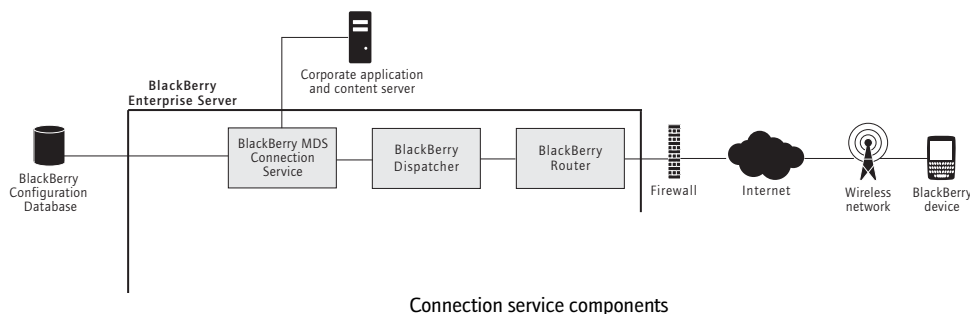 Corporate application
and content server
BlackBerry
Enterprise Server
BlackBerry
Configuration
Database
BlackBerry MDS
Connection
Service
BlackBerry
Dispatcher
BlackBerry
Router
Firewall
Internet
Wireless
network
BlackBerry
device
Connection service components